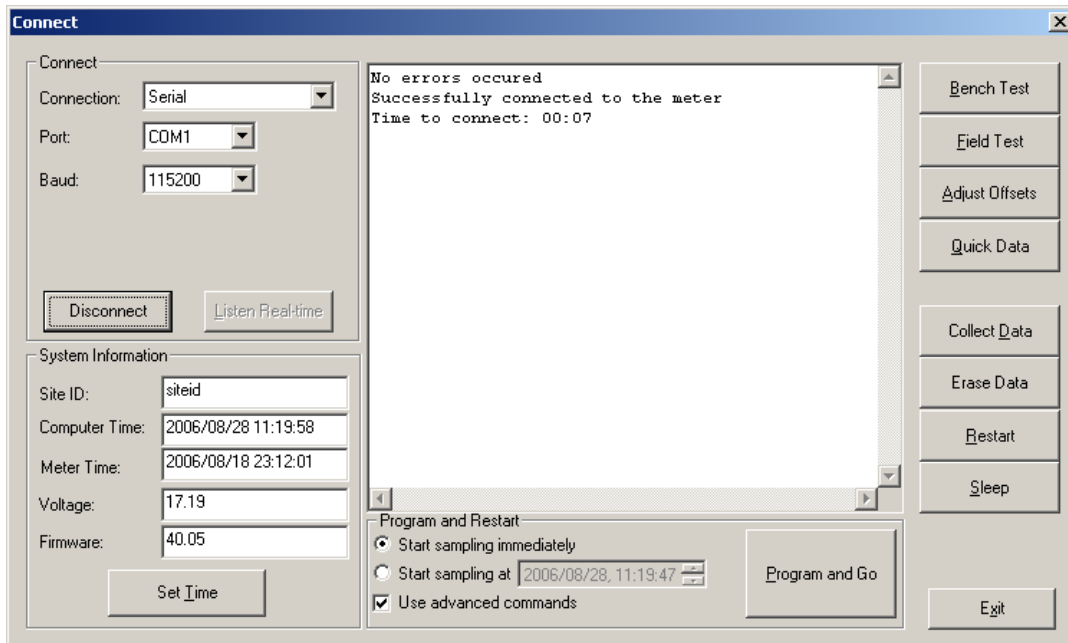 Connect
Connect
Connection: Serial
Port: COM1
Baud: 115200
Disconnect
Listen Real-time
System Information
Site ID: siteid
Computer Time: 2006/08/28 11:19:58
Meter Time: 2006/08/18 23:12:01
Voltage: 17.19
Firmware: 40.05
Set Time
No errors occured
Successfully connected to the meter
Time to connect: 00:07
Program and Restart
Start sampling immediately
Start sampling at 2006/08/28, 11:19:47
Use advanced commands
Program and Go
Bench Test
Field Test
Adjust Offsets
Quick Data
Collect Data
Erase Data
Restart
Sleep
Exit